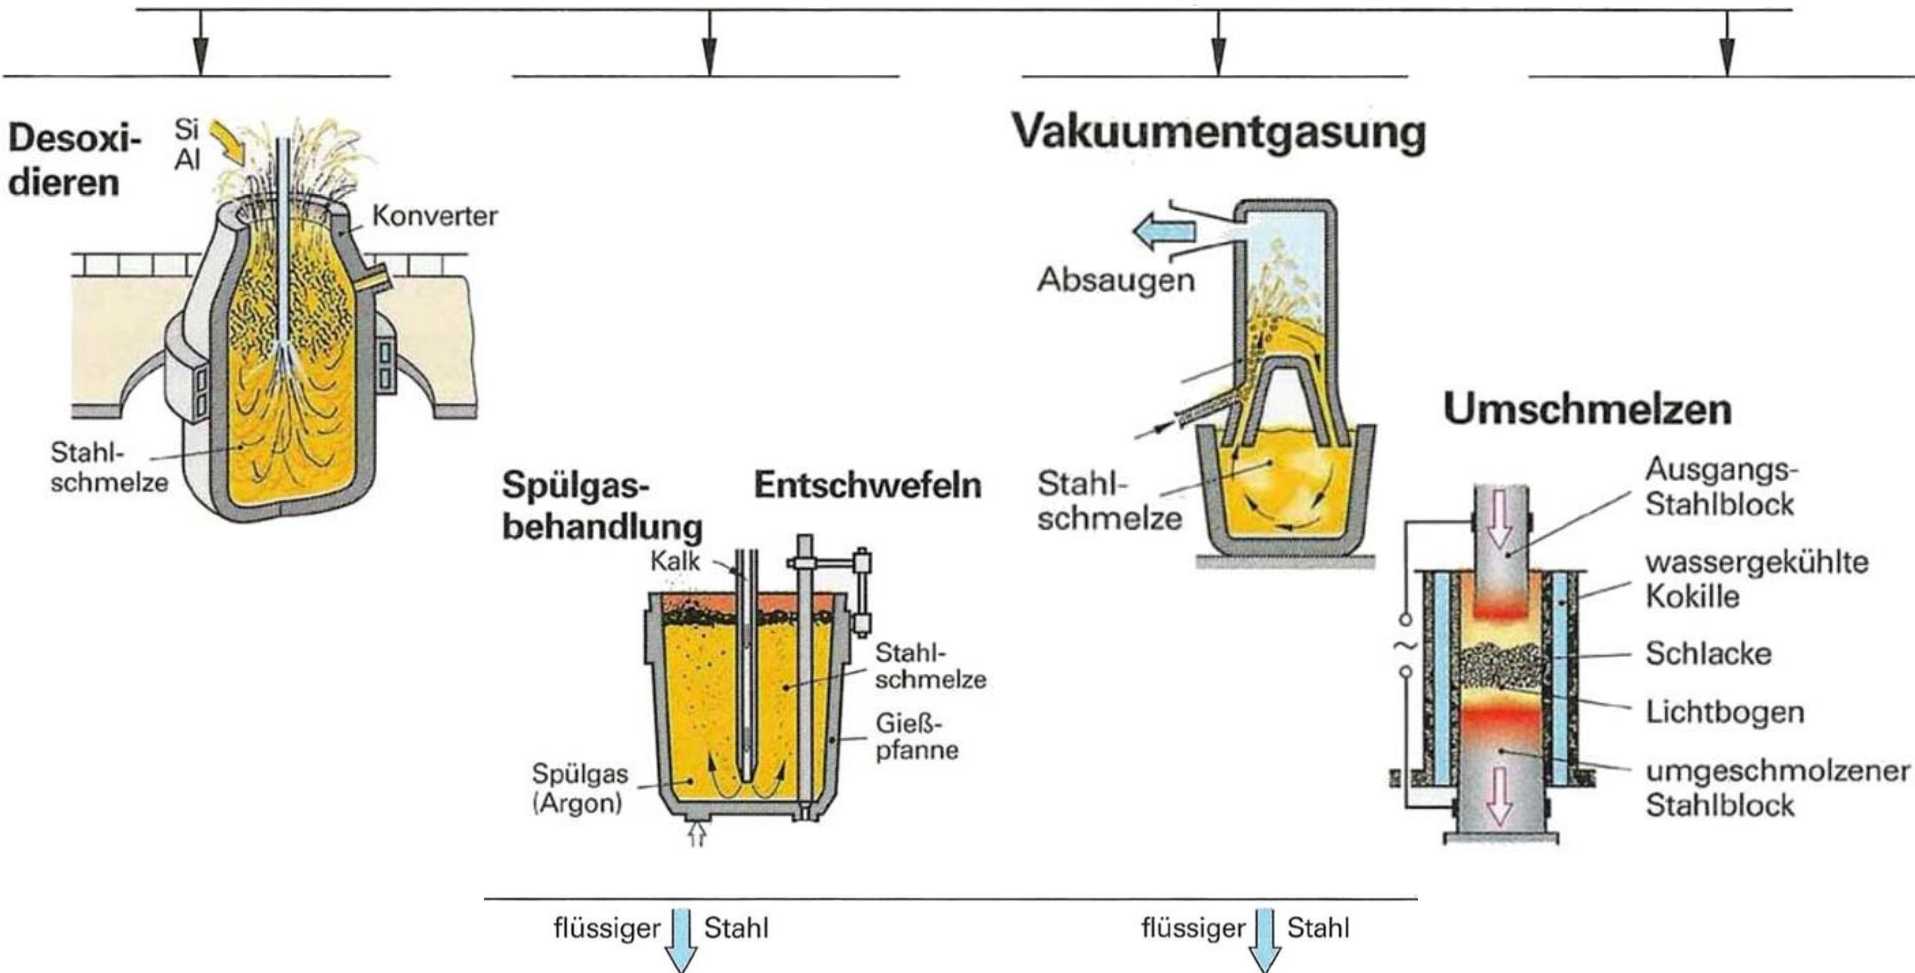 Desoxi-
dieren
Si
Al
Konverter
Stahl-
schmelze
Spülgas-
behandlung
Entschwefeln
Kalk
Stahl-
schmelze
Gieß-
pfanne
Spülgas
(Argon)
Vakuumentgasung
Absaugen
Stahl-
schmelze
Umschmelzen
Ausgangs-
Stahlblock
wassergekühlte
Kokille
Schlacke
Lichtbogen
umgeschmolzener
Stahlblock
~
flüssiger Stahl
flüssiger Stahl